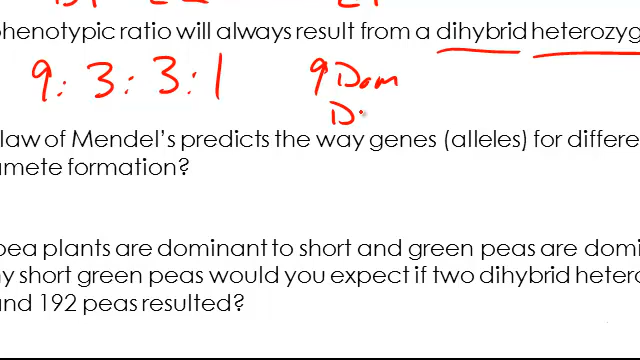 phenotypic ratio will always result from a dihybrid heterozyg
9 : 3 : 3 : 1 9 Dom
D
law of Mendel's predicts the way genes (alleles) for differe
amete formation?
pea plants are dominant to short and green peas are domi
ny short green peas would you expect if two dihybrid hetero
and 192 peas resulted?